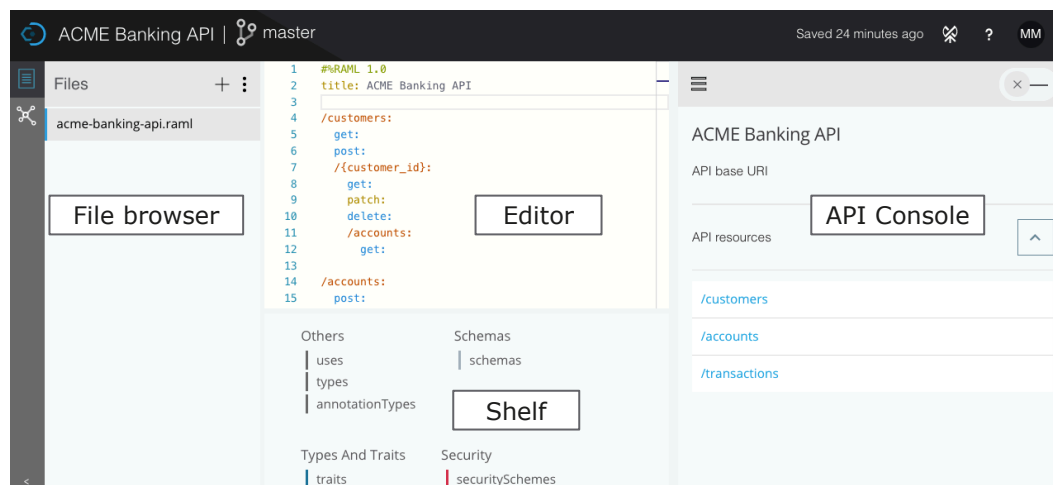 ACME Banking API | master
Saved 24 minutes ago ? MM
Files + 
acme-banking-api.raml
File browser
1 #%RAML 1.0
2 title: ACME Banking API
3
4 /customers:
5 get:
6 post:
7 /{customer_id}:
8 get:
9 patch:
10 delete:
11 /accounts:
12 get:
13
14 /accounts:
15 post:
Editor
Others
uses
types
annotationTypes
Schemas
schemas
Shelf
Types And Traits
traits
Security
securitySchemes
ACME Banking API
API base URI
API Console
API resources
/customers
/accounts
/transactions